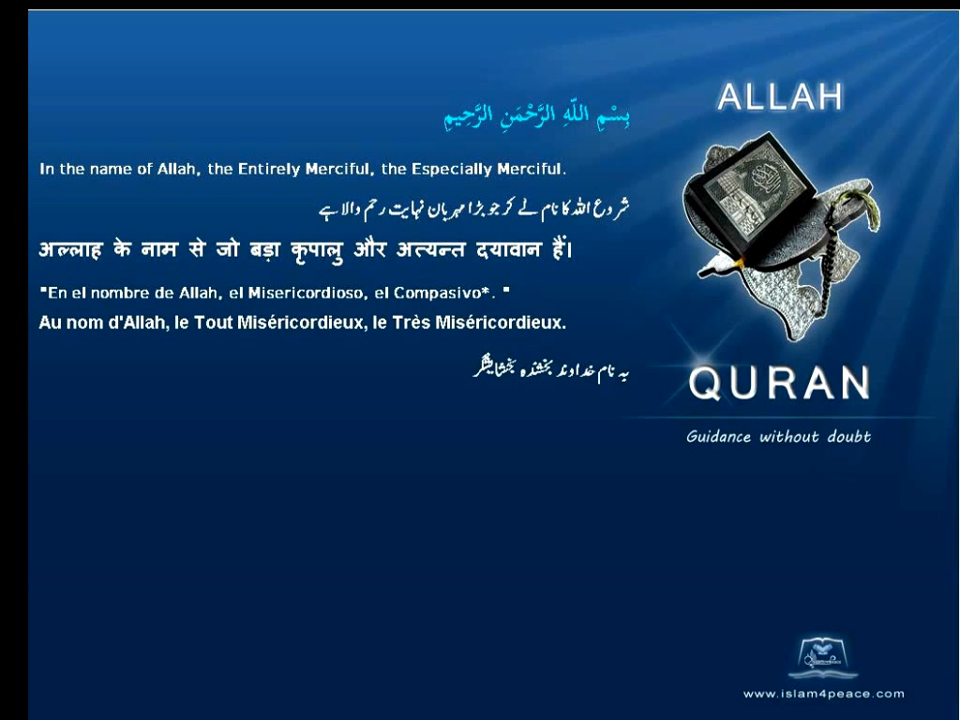 بِسْمِ اللّهِ الرَّحْمَنِ الرَّحِيمِ
In the name of Allah, the Entirely Merciful, the Especially Merciful.
شروع اللہ کا نام لے کر جو بڑا مہربان نہایت رحم والا ہے
अल्लाह के नाम से जो बड़ा कृपालु और अत्यन्त दयावान हैं।
"En el nombre de Allah, el Misericordioso, el Compasivo*. "
Au nom d'Allah, le Tout Miséricordieux, le Très Miséricordieux.
به نام خداوند بخشنده بخشایشگر
ALLAH
QURAN
Guidance without doubt
www.islam4peace.com